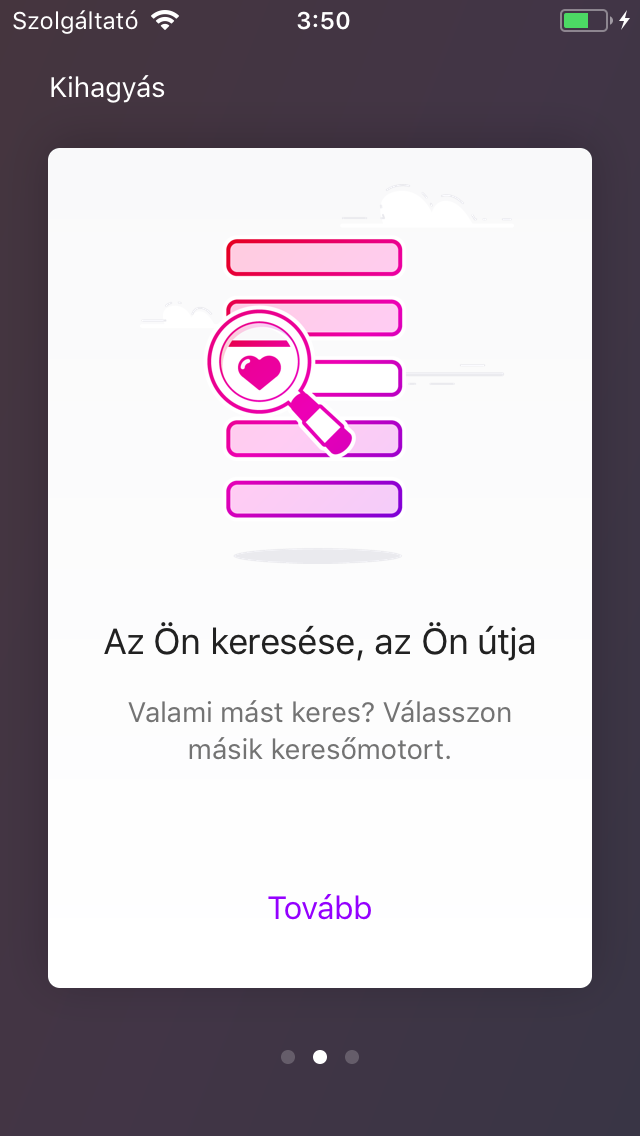 Szolgáltató 3:50
Kihagyás
Az Ön keresése, az Ön útja
Valami mást keres? Válasszon
másik keresőmotort.
Tovább